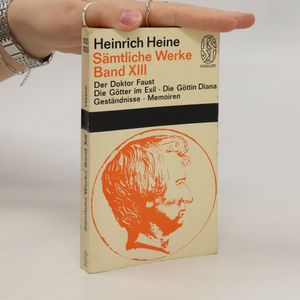 Heinrich Heine
Sämtliche Werke
Band XIII
Der Doktor Faust
Die Götter im Exil · Die Göttin Diana
Geständnisse · Memoiren
KINDLER
Heine
Sämtliche Werke Band XIII